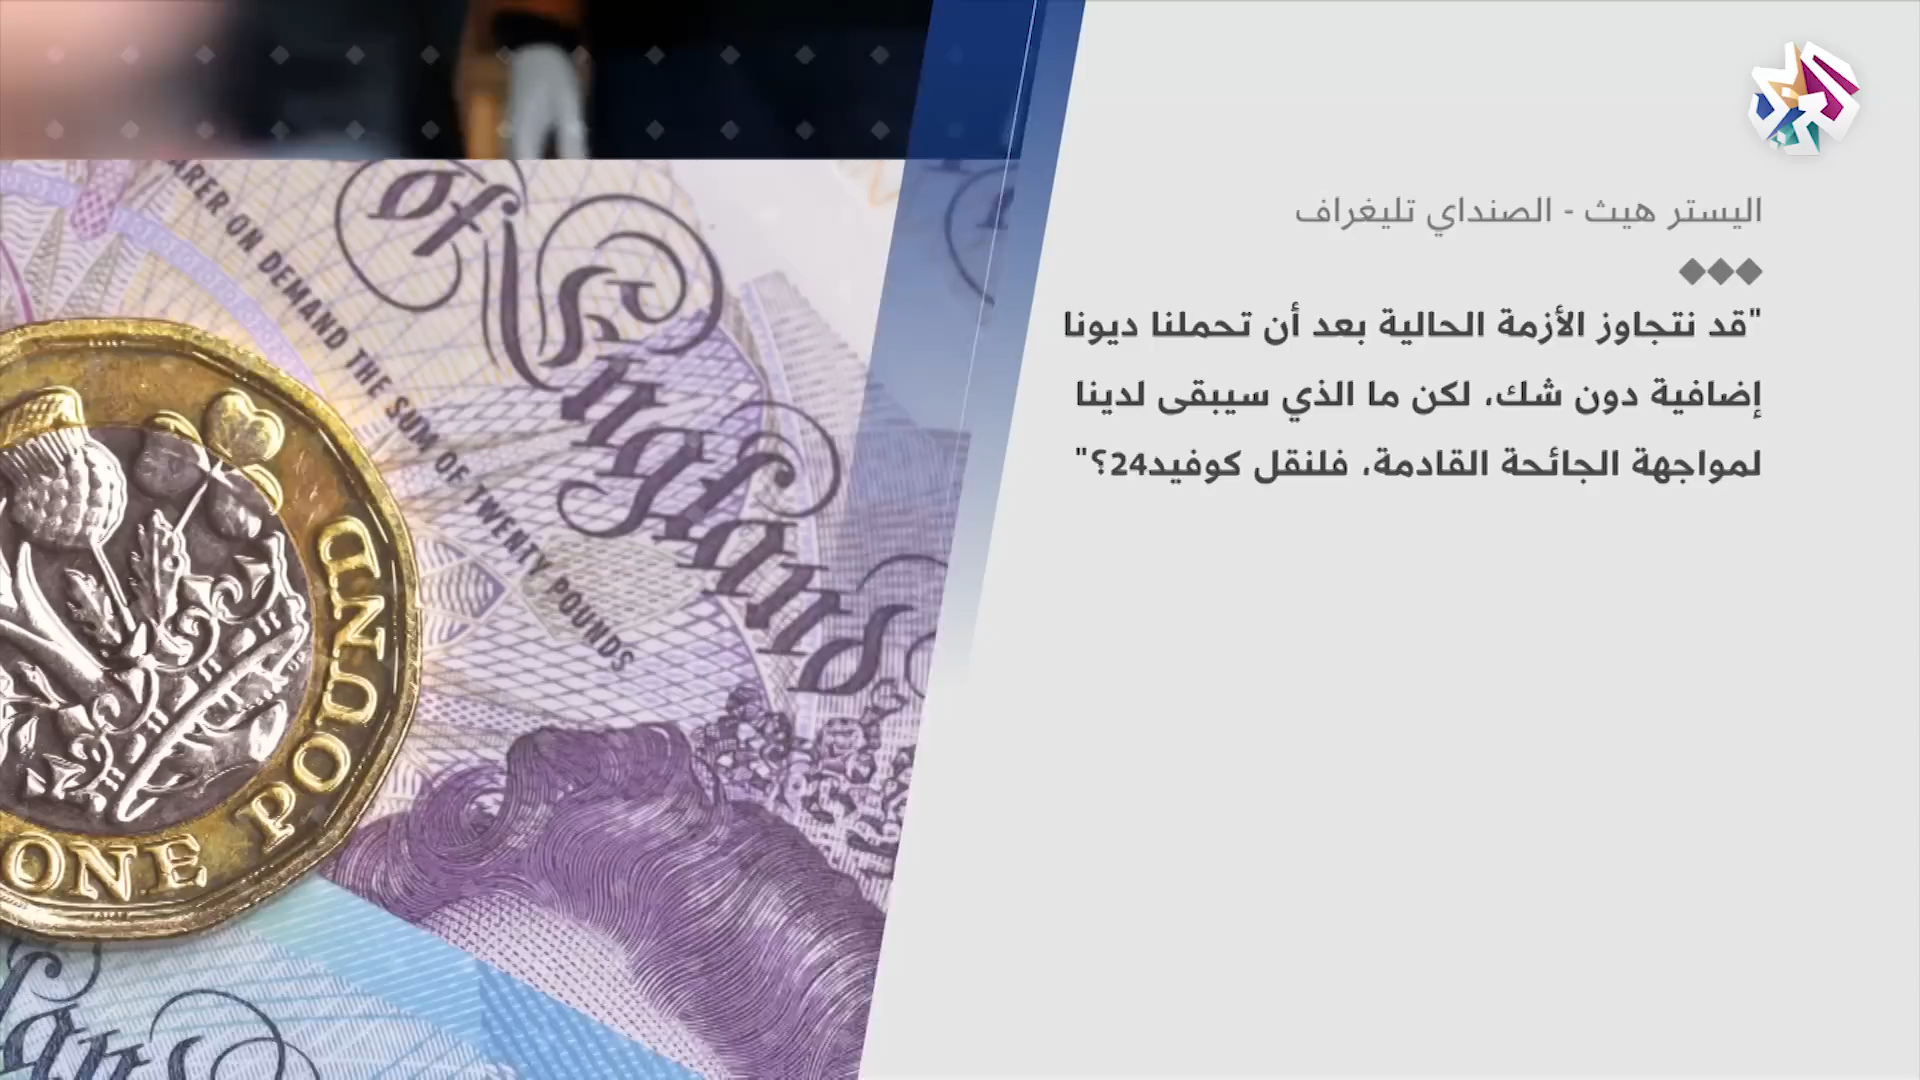 اليستر هيث - الصنداي تليغراف
"قد نتجاوز الأزمة الحالية بعد أن تحملنا ديونا
إضافية دون شك، لكن ما الذي سيبقى لدينا
لمواجهة الجائحة القادمة، فلنقل كوفيد24؟"
of England
ON DEMAND THE SUM OF TWENTY POUNDS
ONE POUND